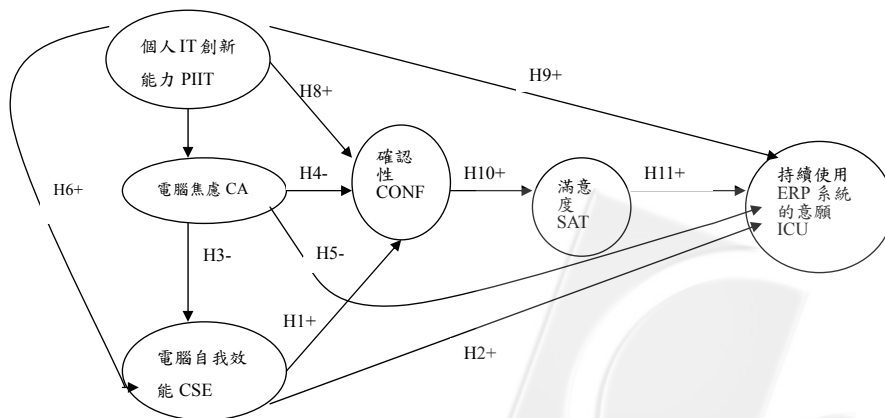 個人IT創新
能力 PIIT
H9+
H8+
確認
性
CONF
H4-
H10+
H11+
持續使用
ERP 系統
的意願
ICU
H6+
電腦焦慮 CA
滿意
度
SAT
H3-
H5-
H1+
H2+
電腦自我效
能 CSE